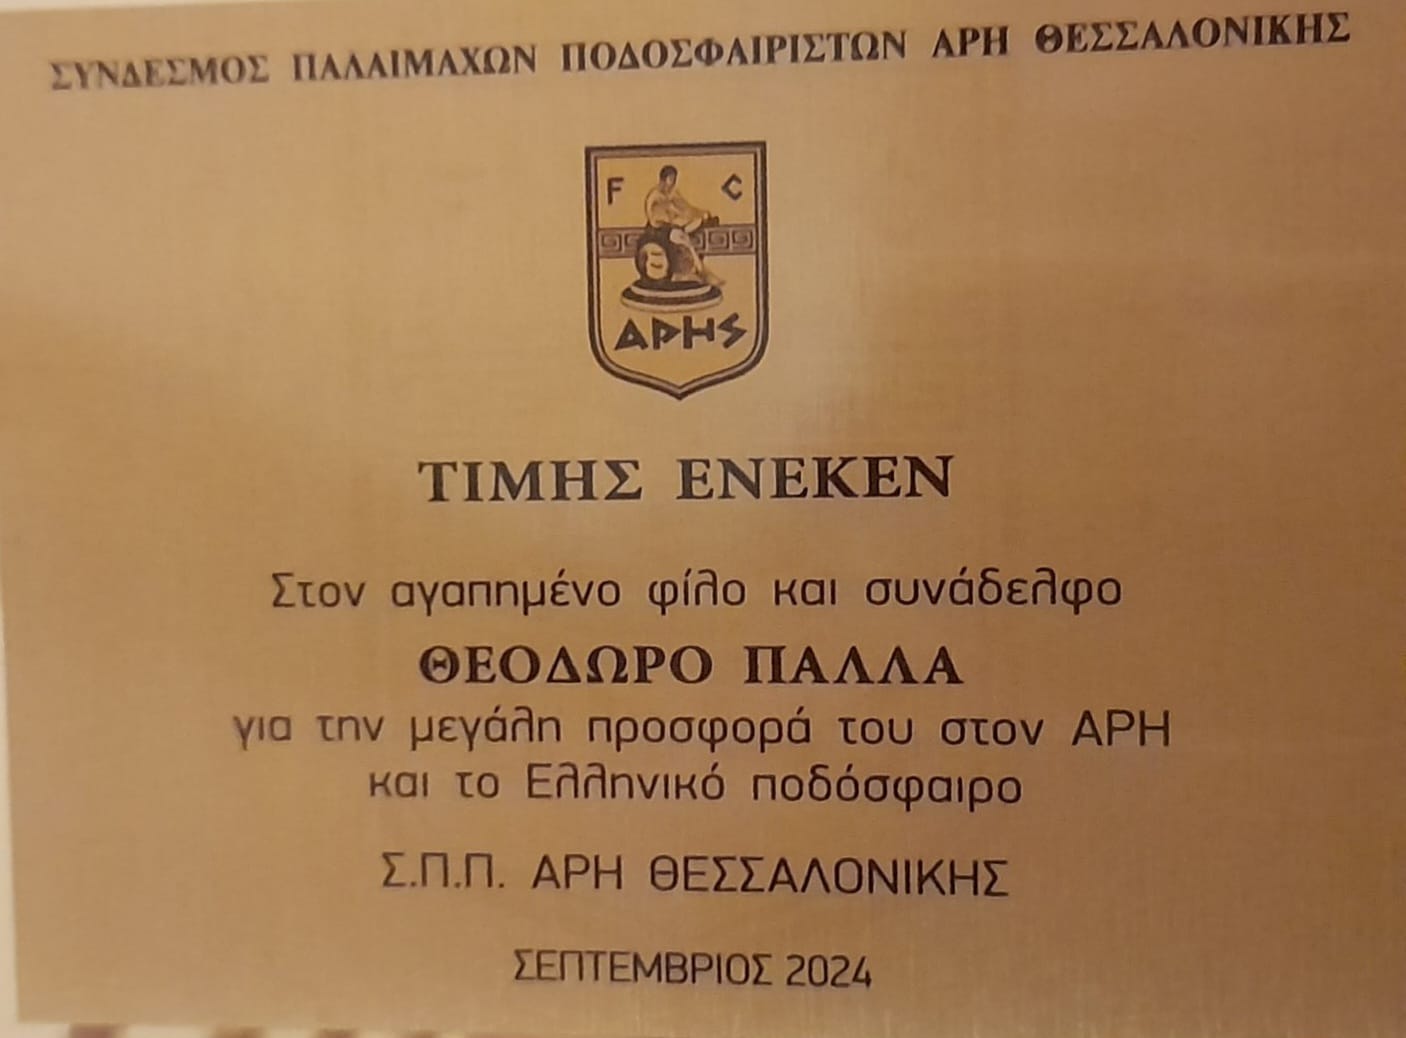 ΣΥΝΔΕΣΜΟΣ ΠΑΛΑΙΜΑΧΩΝ ΠΟΔΟΣΦΑΙΡΙΣΤΩΝ ΑΡΗ ΘΕΣΣΑΛΟΝΙΚΗΣ
F C
ΑΡΗΣ
ΤΙΜΗΣ ΕΝΕΚΕΝ
Στον αγαπημένο φίλο και συνάδελφο
ΘΕΟΔΩΡΟ ΠΑΛΛΑ
για την μεγάλη προσφορά του στον ΑΡΗ
και το Ελληνικό ποδόσφαιρο
Σ.Π.Π. ΑΡΗ ΘΕΣΣΑΛΟΝΙΚΗΣ
ΣΕΠΤΕΜΒΡΙΟΣ 2024